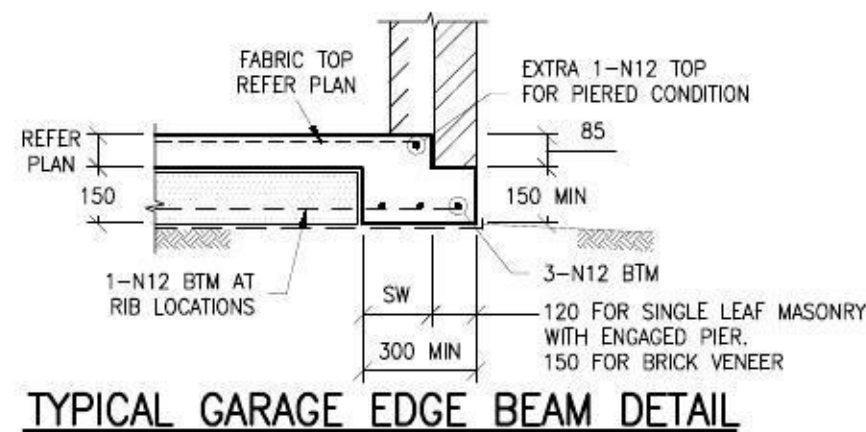 FABRIC TOP
REFER PLAN
EXTRA 1-N12 TOP
FOR PIERED CONDITION
REFER
PLAN
85
150
150 MIN
1-N12 BTM AT
RIB LOCATIONS
SW
3-N12 BTM
300 MIN
120 FOR SINGLE LEAF MASONRY
WITH ENGAGED PIER.
150 FOR BRICK VENEER
TYPICAL GARAGE EDGE BEAM DETAIL